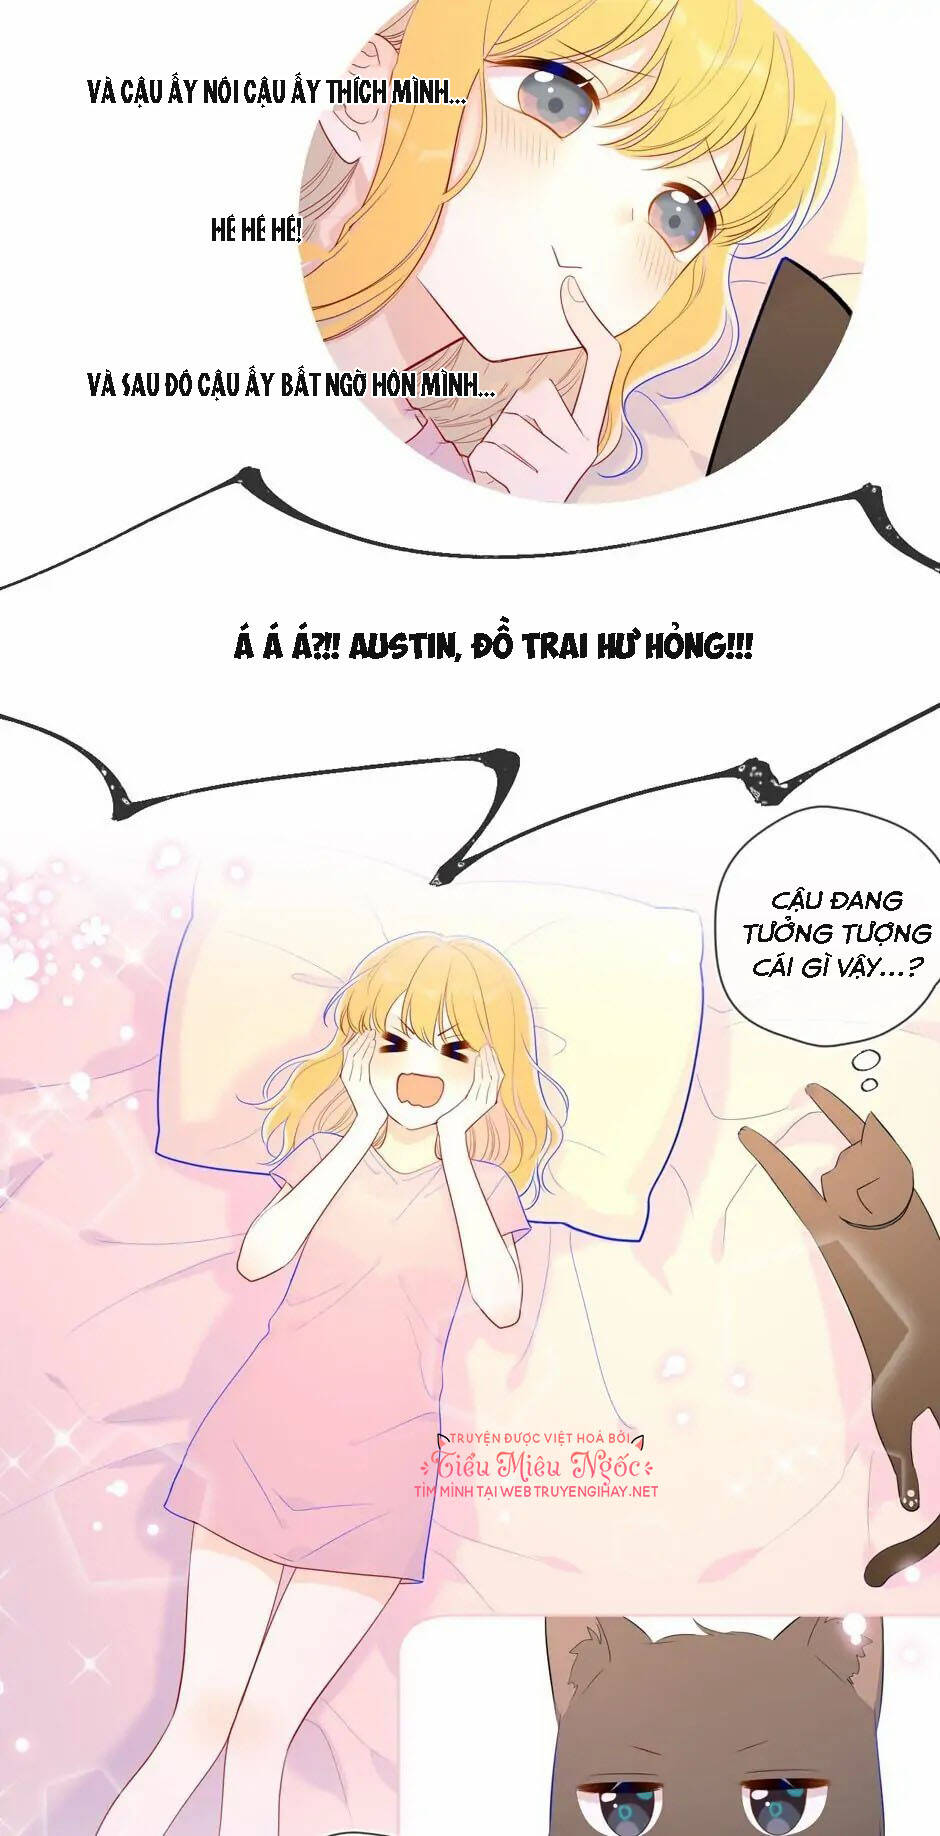 VÀ CẬU ẤY NÓI CẬU ẤY THÍCH MÌNH...
HÉ HÉ HÉ!
VÀ SAU ĐÓ CẬU ẤY BẤT NGỜ HÔN MÌNH...
Á Á Á?!! AUSTIN, ĐỒ TRAI HƯ HỎNG!!!
CẬU ĐANG
TƯỞNG TƯỢNG
CÁI GÌ VẬY...?
TRUYỆN ĐƯỢC VIỆT HOÁ BỞI
Tiểu Miêu Ngốc
TÌM MÌNH TẠI WEB TRUYENGIHAY.NET